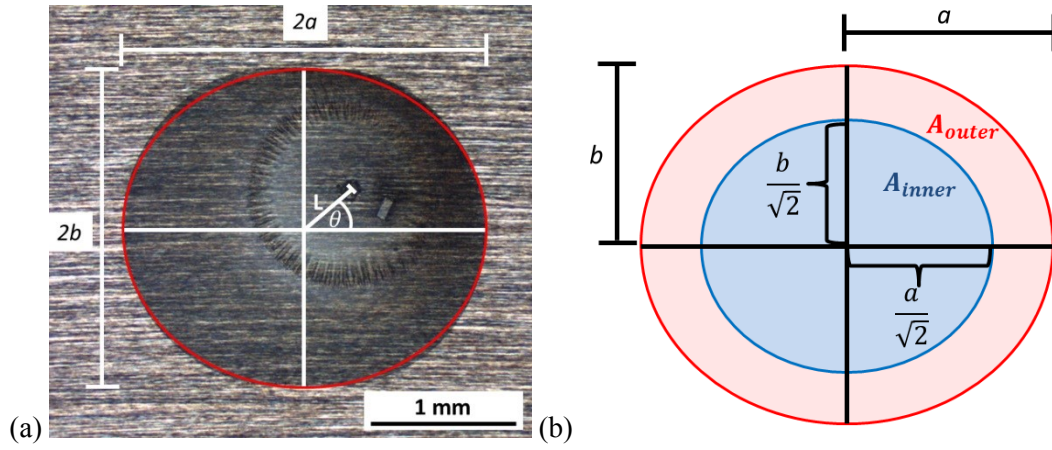 2a
2b
L
θ
1 mm
(a)
a
b
A_outer
A_inner
b/√2
a/√2
(b)